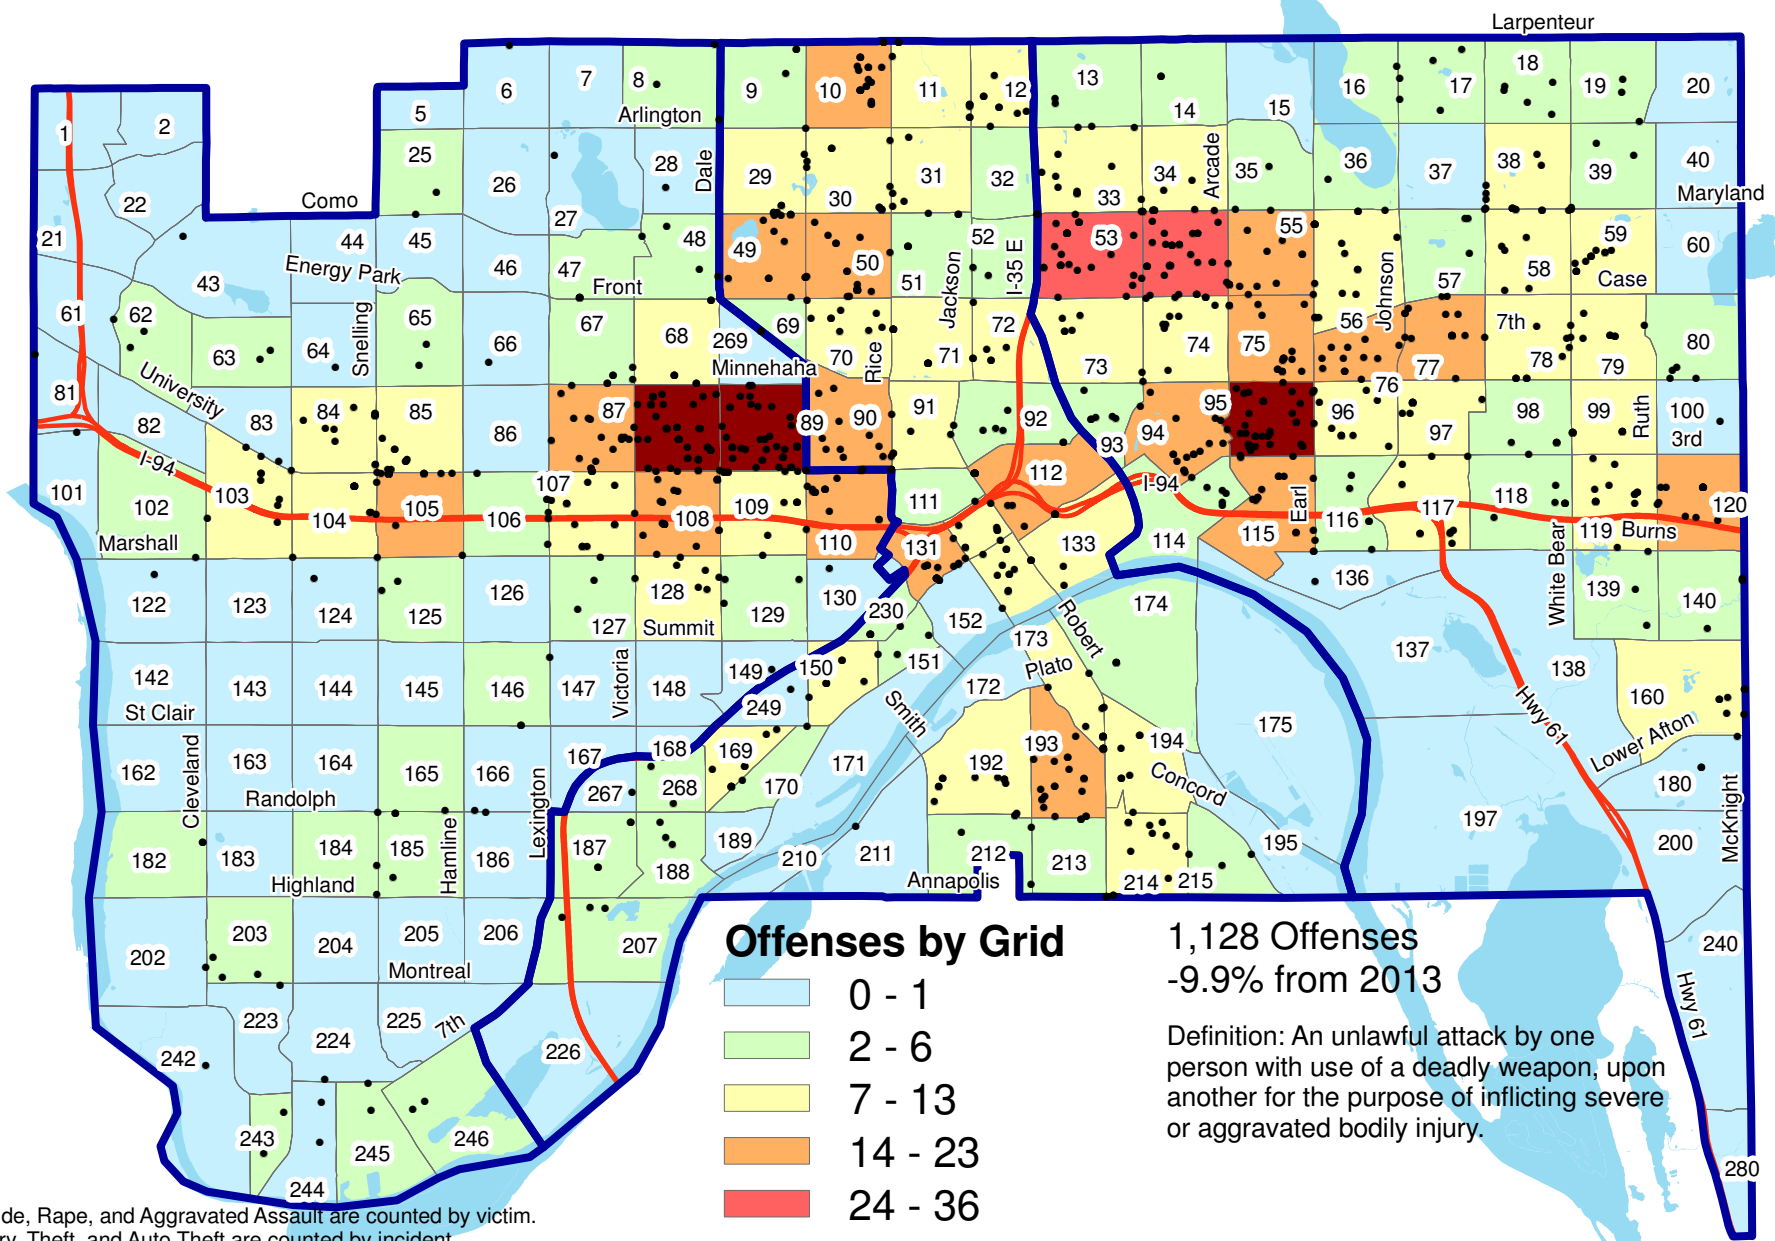 Larpenteur
1 2 5 6 7 8 9 10 11 12 13 14 15 16 17 18 19 20
Arlington
21 22 25 26 27 28 29 30 31 32 33 34 35 36 37 38 39 40
Dale
Arcade
Maryland
Como
43 44 45 46 47 48 49 50 51 52 53 55 56 57 58 59 60
Energy Park
Front
Jackson
I-35 E
Johnson
Case
61 62 63 64 65 66 67 68 69 269 70 71 72 73 74 75 76 77 78 79 80
Snelling
University
Minnehaha
Rice
7th
Ruth
3rd
81 82 83 84 85 86 87 89 90 91 92 93 94 95 96 97 98 99 100
I-94
I-94
101 102 103 104 105 106 107 108 109 110 111 112 131 133 114 115 116 117 118 119 120
Marshall
Earl
White Bear
Burns
122 123 124 125 126 127 128 129 130 230 152 174 136 139 140
Summit
Robert
142 143 144 145 146 147 148 149 150 151 173 172 137 138 160
St Clair
Victoria
Plato
Smith
Hwy 61
Lower Afton
162 163 164 165 166 167 168 249 169 170 171 192 193 194 175 180
Cleveland
Randolph
Lexington
267 268
Concord
McKnight
182 183 184 185 186 187 188 189 210 211 212 213 214 215 195 197 200
Hamline
Highland
Annapolis
202 203 204 205 206 207 240
Montreal
Hwy 61
223 224 225 226 242
7th
243 244 245 246 280
Offenses by Grid
0 - 1
2 - 6
7 - 13
14 - 23
24 - 36
1,128 Offenses
-9.9% from 2013
Definition: An unlawful attack by one
person with use of a deadly weapon, upon
another for the purpose of inflicting severe
or aggravated bodily injury.
de, Rape, and Aggravated Assault are counted by victim.
ry, Theft, and Auto Theft are counted by incident